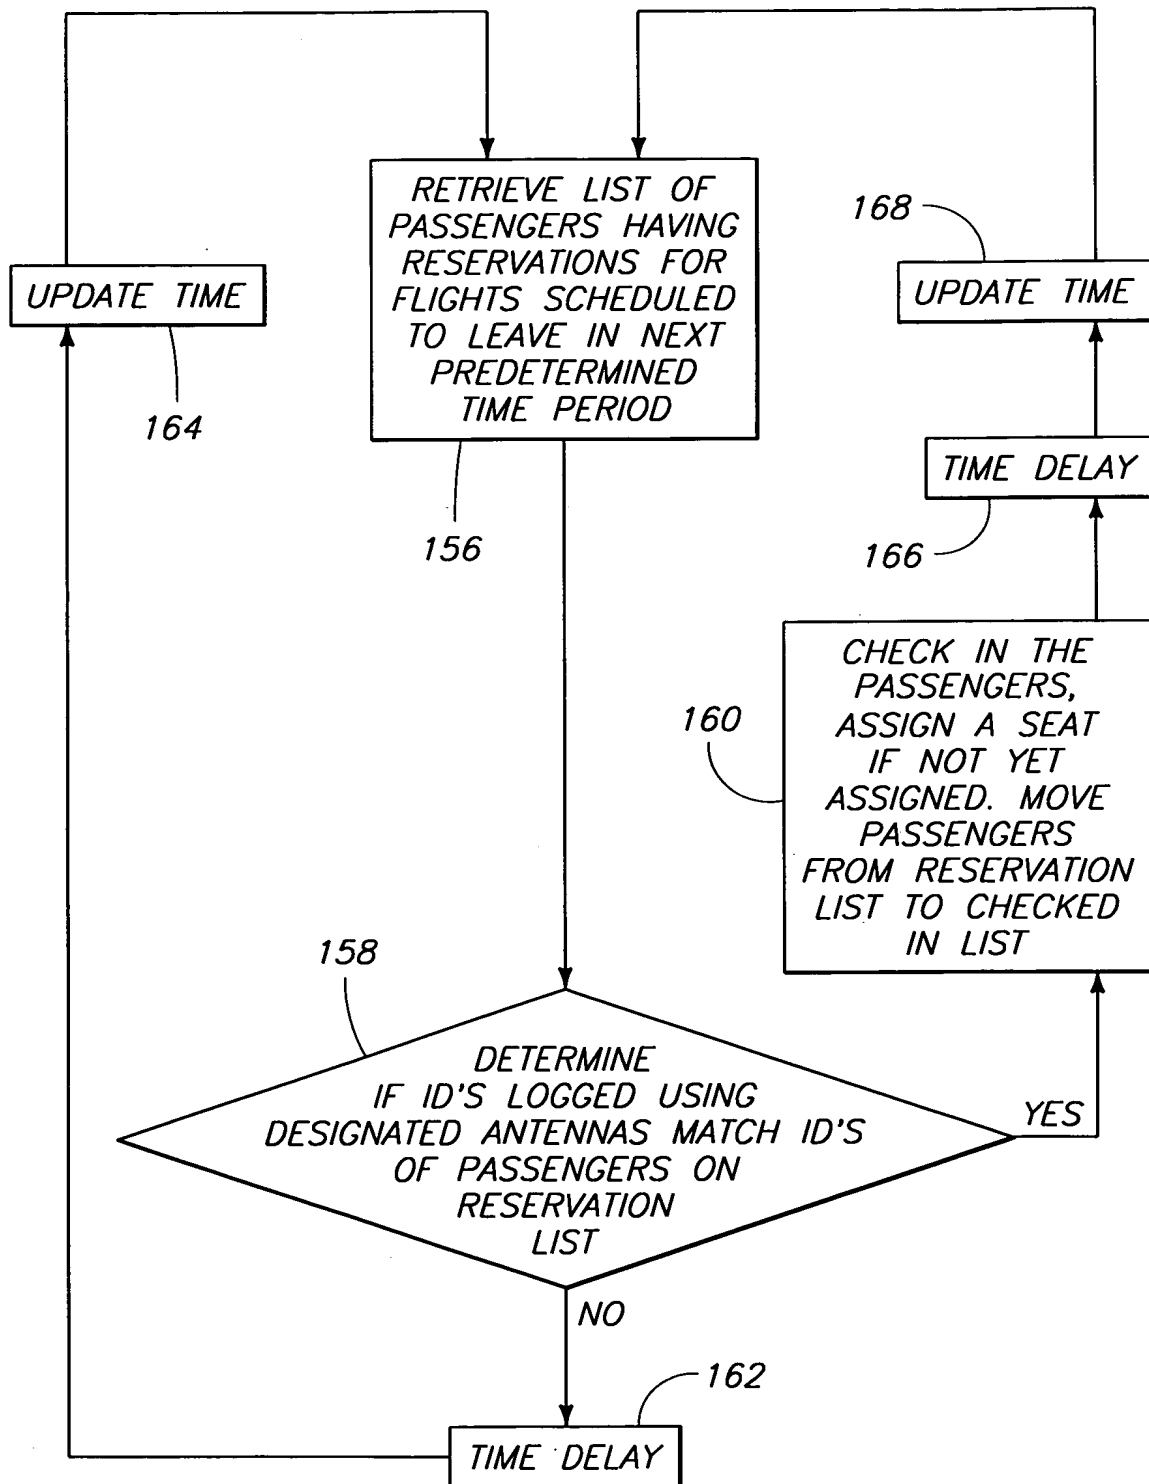 RETRIEVE LIST OF
PASSENGERS HAVING
RESERVATIONS FOR
FLIGHTS SCHEDULED
TO LEAVE IN NEXT
PREDETERMINED
TIME PERIOD
156
UPDATE TIME
164
168
UPDATE TIME
TIME DELAY
166
CHECK IN THE
PASSENGERS,
ASSIGN A SEAT
IF NOT YET
ASSIGNED. MOVE
PASSENGERS
FROM RESERVATION
LIST TO CHECKED
IN LIST
160
158
DETERMINE
IF ID'S LOGGED USING
DESIGNATED ANTENNAS MATCH ID'S
OF PASSENGERS ON
RESERVATION
LIST
YES
NO
162
TIME DELAY